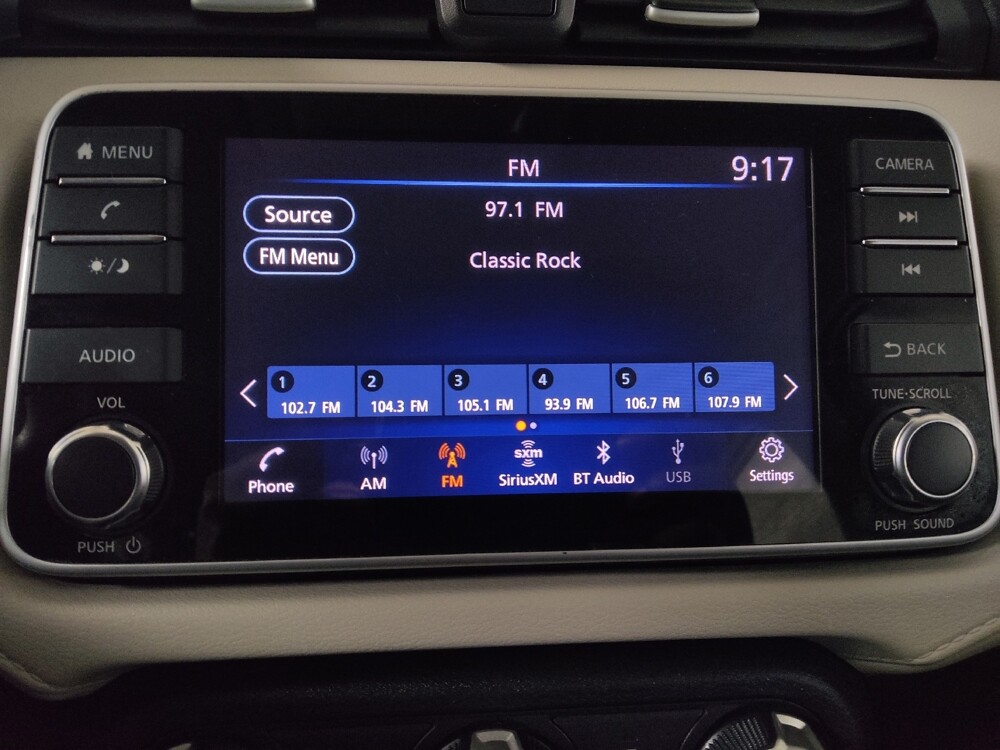 MENU
AUDIO
VOL
PUSH
FM
9:17
Source
97.1 FM
FM Menu
Classic Rock
1 2 3 4 5 6
102.7 FM 104.3 FM 105.1 FM 93.9 FM 106.7 FM 107.9 FM
Phone AM FM sxm SiriusXM BT Audio USB Settings
CAMERA
BACK
TUNE·SCROLL
PUSH SOUND